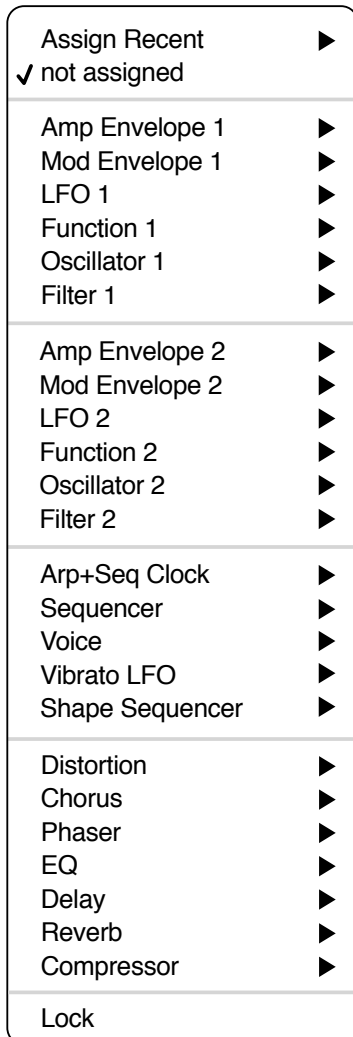 Assign Recent
not assigned
Amp Envelope 1
Mod Envelope 1
LFO 1
Function 1
Oscillator 1
Filter 1
Amp Envelope 2
Mod Envelope 2
LFO 2
Function 2
Oscillator 2
Filter 2
Arp+Seq Clock
Sequencer
Voice
Vibrato LFO
Shape Sequencer
Distortion
Chorus
Phaser
EQ
Delay
Reverb
Compressor
Lock